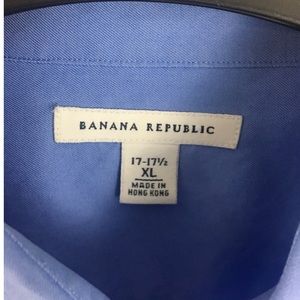 BANANA REPUBLIC
17-17½
XL
MADE IN
HONG KONG